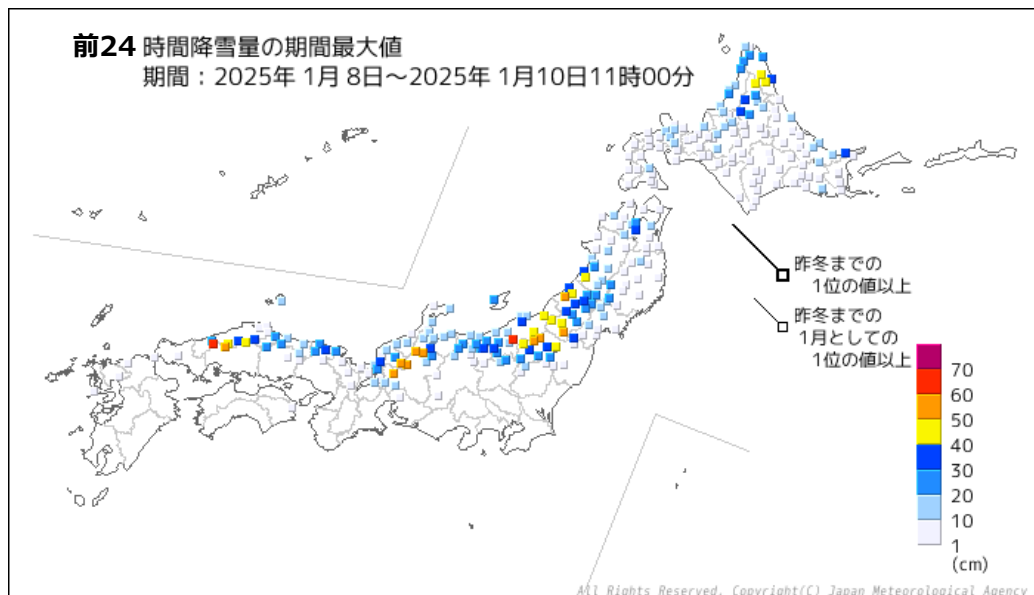 前24 時間降雪量の期間最大値
期間：2025年 1月 8日～2025年 1月10日11時00分
昨冬までの
1位の値以上
昨冬までの
1月としての
1位の値以上
70
60
50
40
30
20
10
1
(cm)
All Rights Reserved. Copyright(C) Japan Meteorological Agency